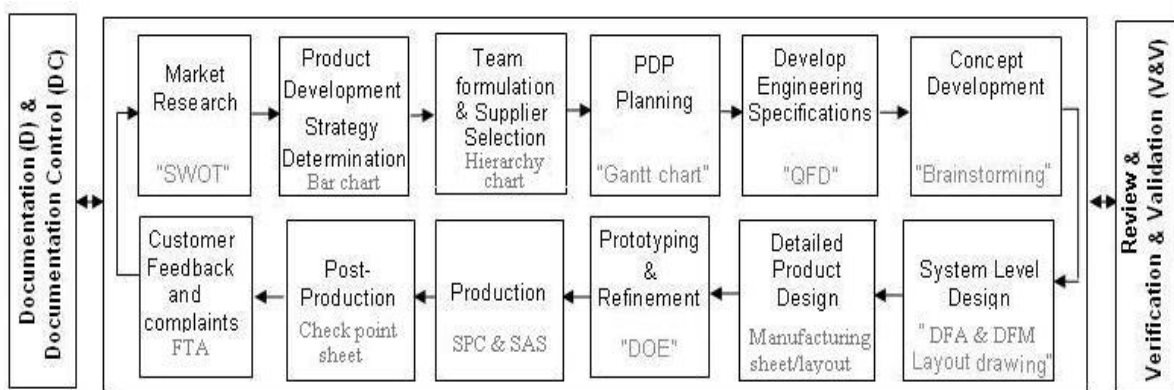 Documentation (D) &
Documentation Control (DC)
Market
Research
"SWOT"
Product
Development
Strategy
Determination
Bar chart
Team
formulation
& Supplier
Selection
Hierarchy
chart
PDP
Planning
"Gantt chart"
Develop
Engineering
Specifications
"QFD"
Concept
Development
"Brainstorming"
System Level
Design
" DFA & DFM
Layout drawing"
Detailed
Product
Design
Manufacturing
sheet/layout
Prototyping
&
Refinement
"DOE"
Production
SPC & SAS
Post-
Production
Check point
sheet
Customer
Feedback
and
complaints
FTA
Review &
Verification & Validation (V&V)